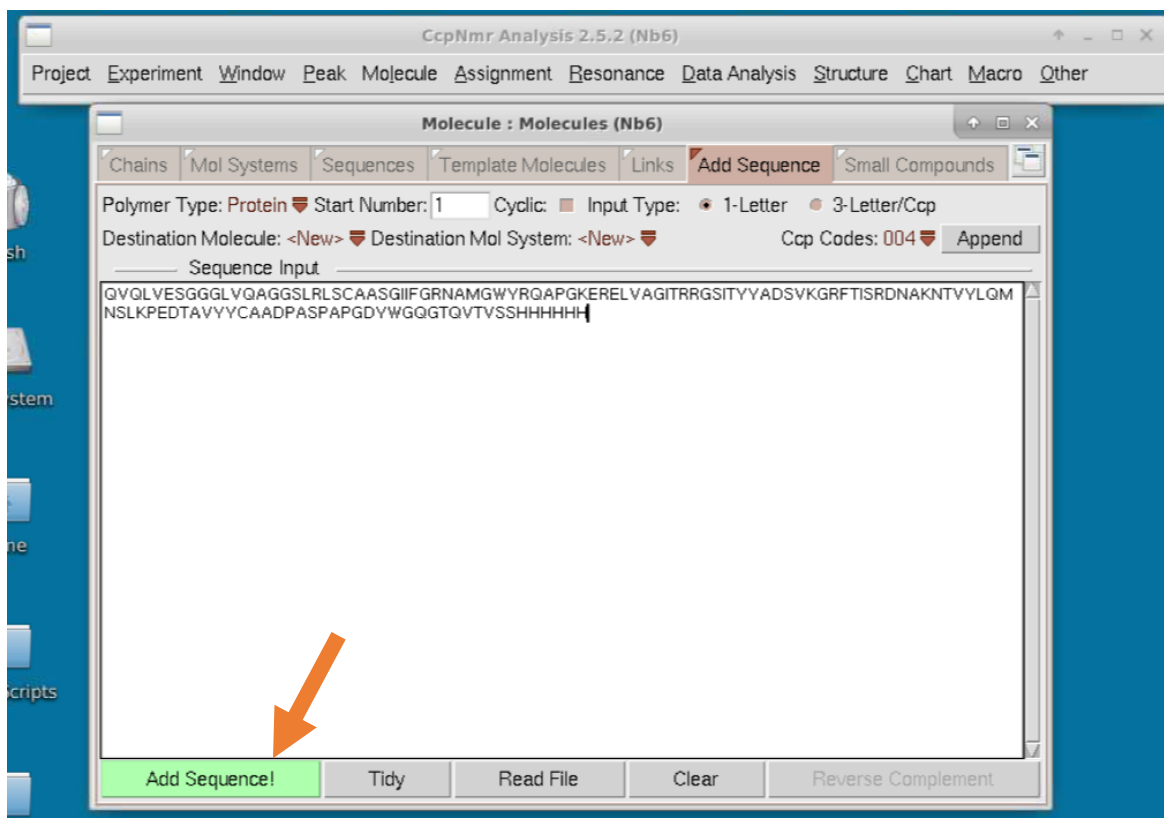 CcpNmr Analysis 2.5.2 (Nb6)
Project Experiment Window Peak Molecule Assignment Resonance Data Analysis Structure Chart Macro Other
Molecule : Molecules (Nb6)
Chains Mol Systems Sequences Template Molecules Links Add Sequence Small Compounds
Polymer Type: Protein Start Number: 1 Cyclic: Input Type: 1-Letter 3-Letter/Ccp
sh
Destination Molecule: <New> Destination Mol System: <New> Ccp Codes: 004 Append
Sequence Input
QVQLVESGGGLVQAGGSLRLSCAASGIIFGRNAMGWYRQAPGKERELVAGITRRGSITYYADSVKGRFTISRDNAKNTVYLQM
NSLKPEDTAVYYCAADPASPAPGDYWGQGTQVTVSSHHHHHH
stem
ne
Scripts
Add Sequence! Tidy Read File Clear Reverse Complement